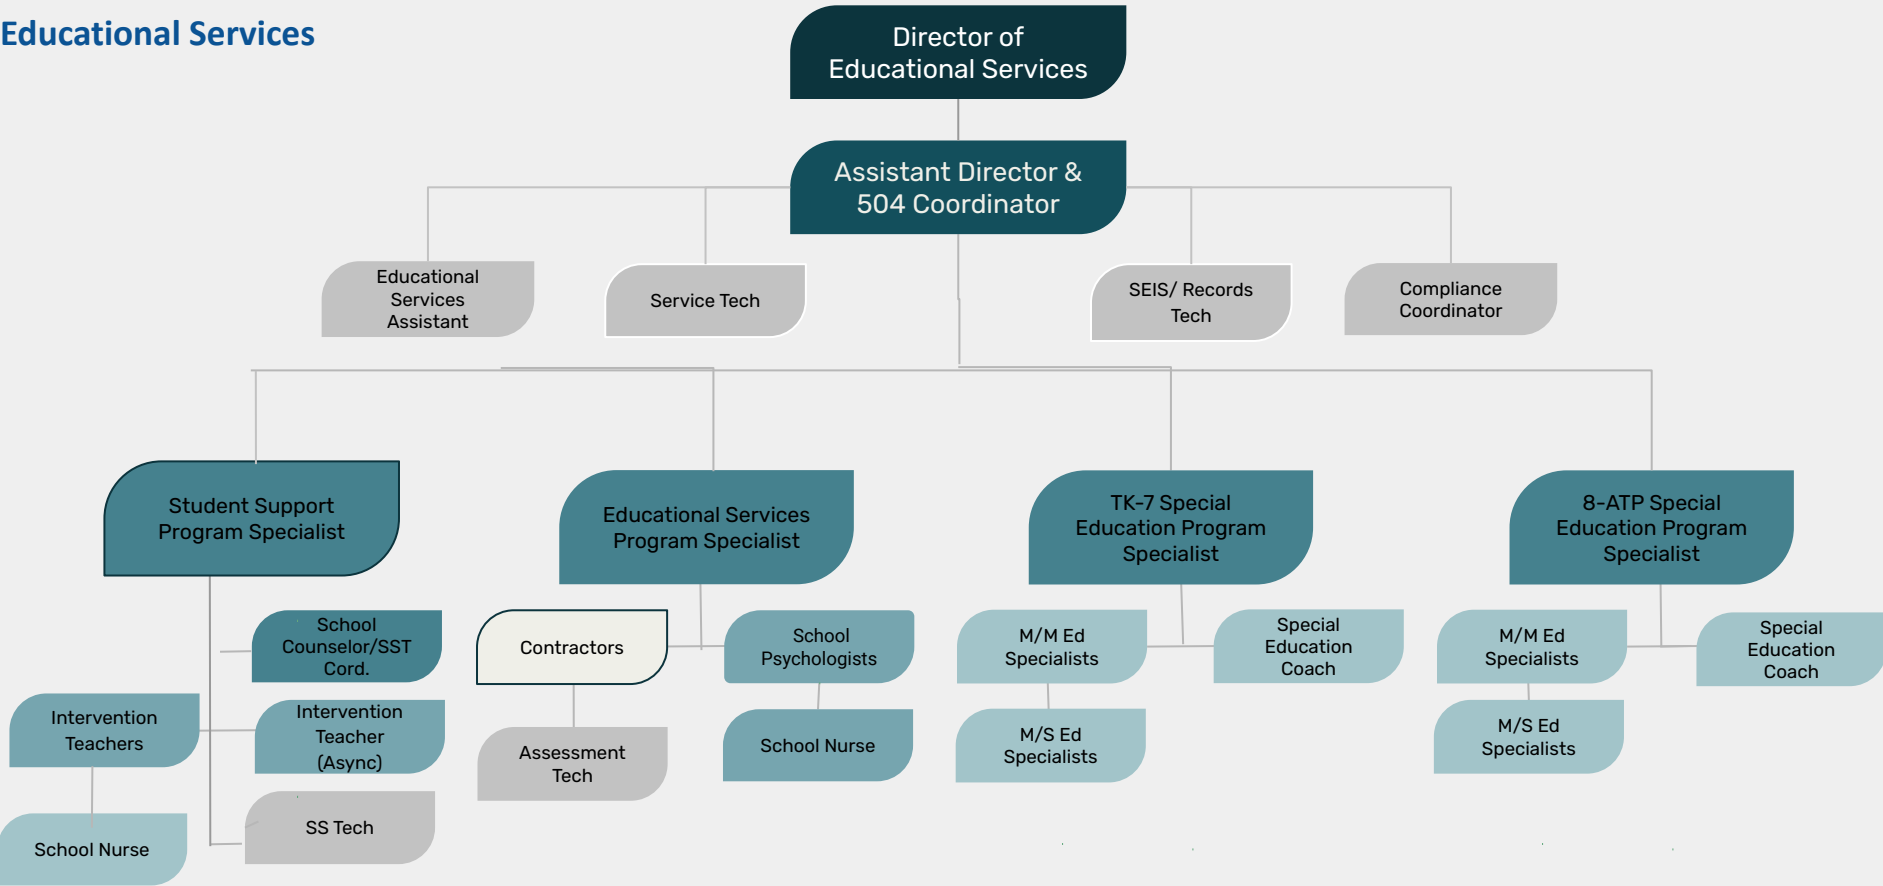 Educational Services
Director of
Educational Services
Assistant Director &
504 Coordinator
Educational
Services
Assistant
Service Tech
SEIS/ Records
Tech
Compliance
Coordinator
Student Support
Program Specialist
Educational Services
Program Specialist
TK-7 Special
Education Program
Specialist
8-ATP Special
Education Program
Specialist
School
Counselor/SST
Cord.
Intervention
Teachers
Intervention
Teacher
(Async)
School Nurse
SS Tech
Contractors
School
Psychologists
Assessment
Tech
School Nurse
M/M Ed
Specialists
Special
Education
Coach
M/S Ed
Specialists
M/M Ed
Specialists
Special
Education
Coach
M/S Ed
Specialists